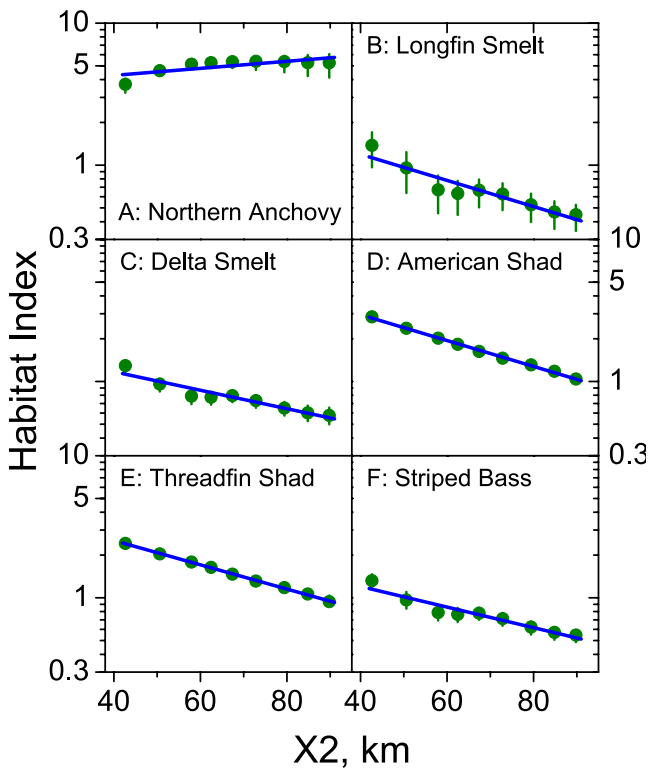 10
5
1
0.3
A: Northern Anchovy
B: Longfin Smelt
C: Delta Smelt
D: American Shad
10
5
1
0.3
Habitat Index
10
5
1
0.3
E: Threadfin Shad
F: Striped Bass
40 60 80 40 60 80
X2, km